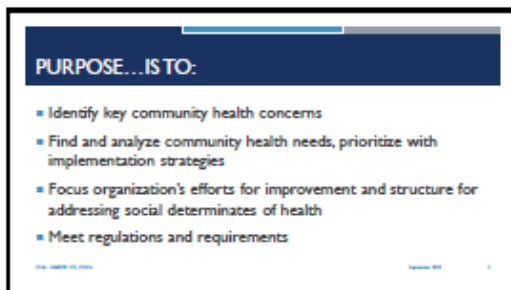 PURPOSE…IS TO:
▪ Identify key community health concerns
▪ Find and analyze community health needs, prioritize with
implementation strategies
▪ Focus organization's efforts for improvement and structure for
addressing social determinates of health
▪ Meet regulations and requirements